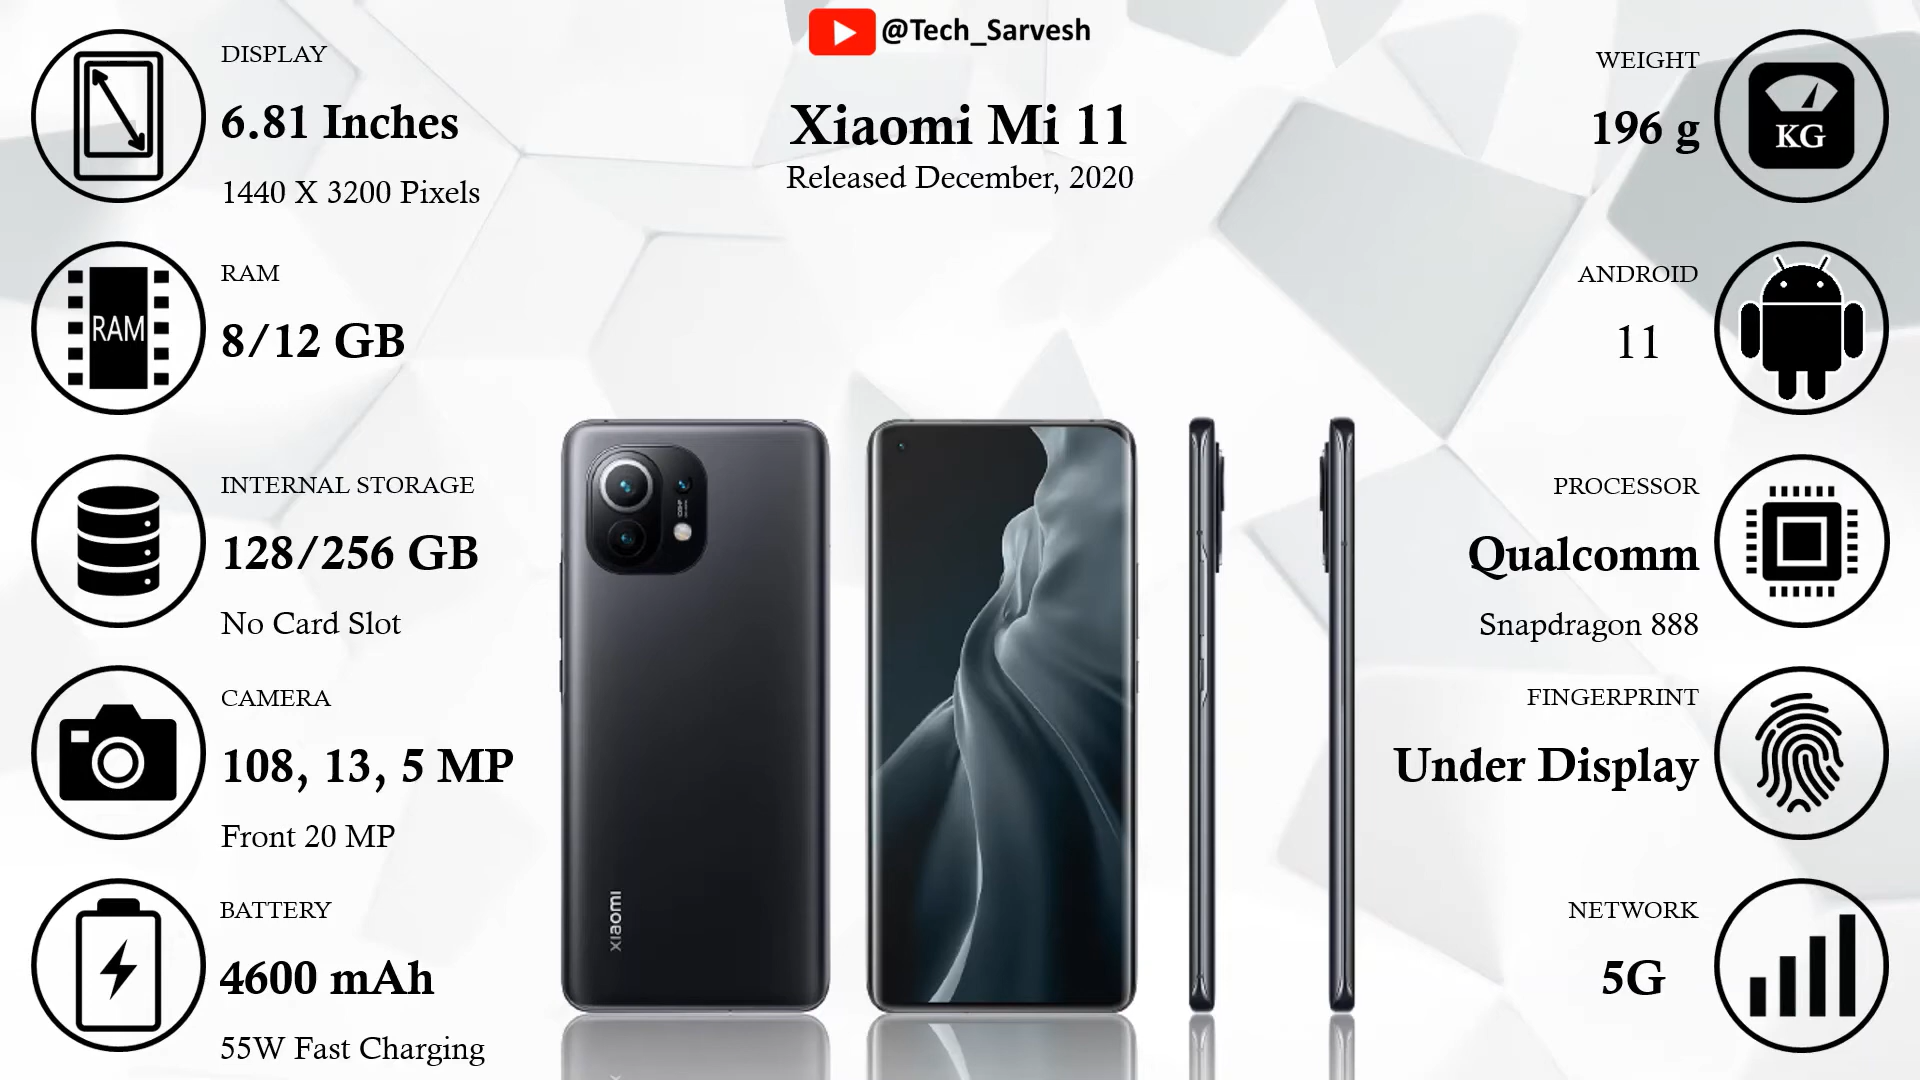 @Tech_Sarvesh
Xiaomi Mi 11
Released December, 2020
DISPLAY
6.81 Inches
1440 X 3200 Pixels
RAM
RAM
8/12 GB
INTERNAL STORAGE
128/256 GB
No Card Slot
CAMERA
108, 13, 5 MP
Front 20 MP
BATTERY
4600 mAh
55W Fast Charging
xiaomi
WEIGHT
196 g
KG
ANDROID
11
PROCESSOR
Qualcomm
Snapdragon 888
FINGERPRINT
Under Display
NETWORK
5G